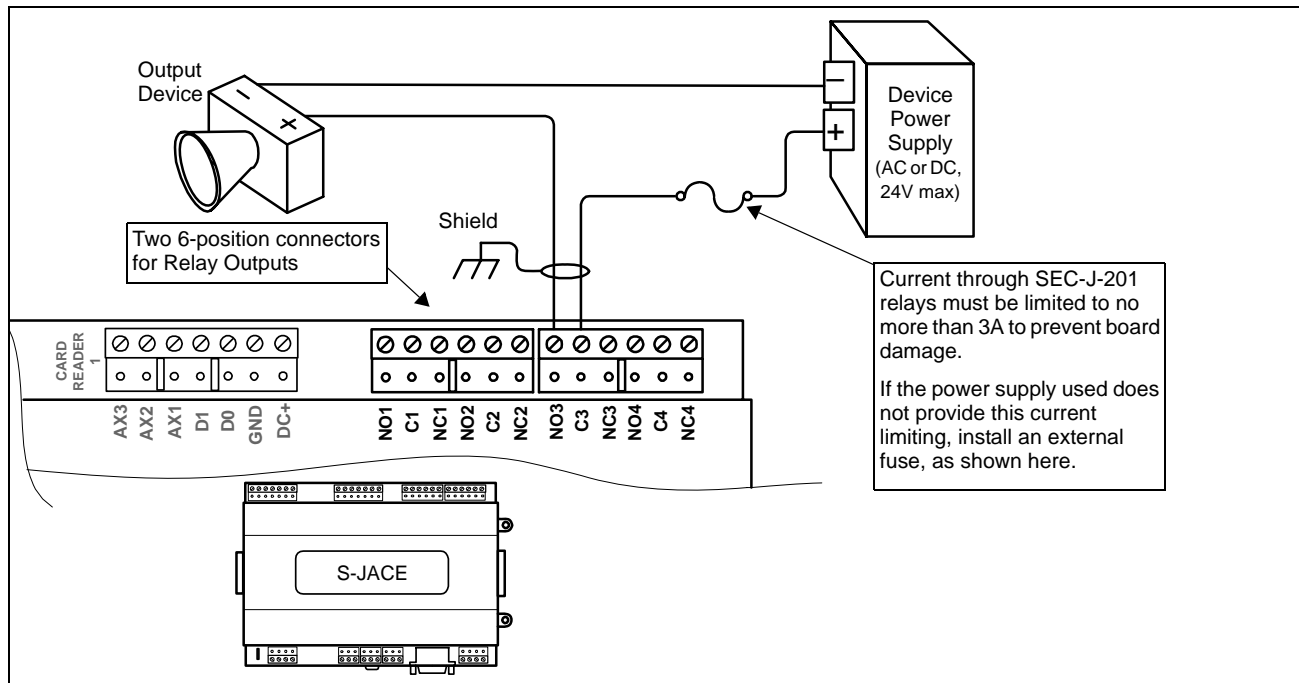 Output
Device
−
+
−
+
Device
Power
Supply
(AC or DC,
24V max)
Shield
Two 6-position connectors
for Relay Outputs
Current through SEC-J-201
relays must be limited to no
more than 3A to prevent board
damage.
If the power supply used does
not provide this current
limiting, install an external
fuse, as shown here.
CARD
READER
1
AX3
AX2
AX1
D1
D0
GND
DC+
NO1
C1
NC1
NO2
C2
NC2
NO3
C3
NC3
NO4
C4
NC4
S-JACE